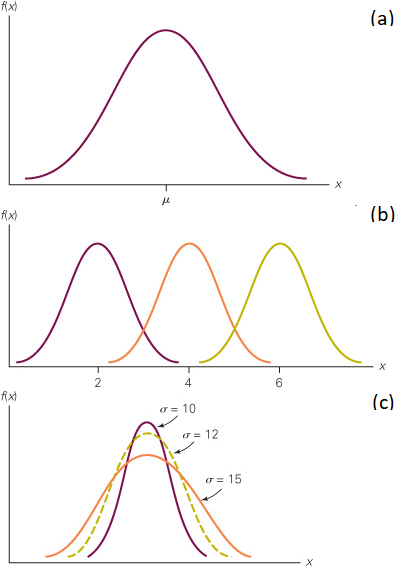 f(x)
(a)
x
μ
f(x)
(b)
2
4
6
x
f(x)
(c)
σ = 10
σ = 12
σ = 15
x